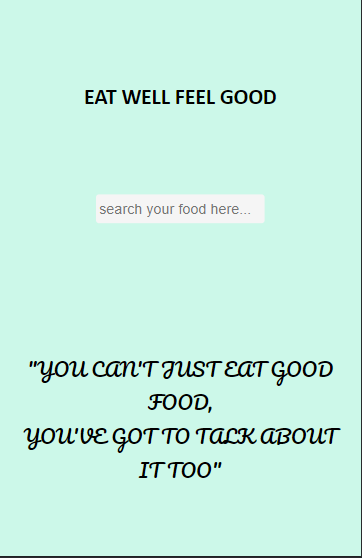 EAT WELL FEEL GOOD
search your food here...
"YOU CAN'T JUST EAT GOOD
FOOD,
YOU'VE GOT TO TALK ABOUT
IT TOO"